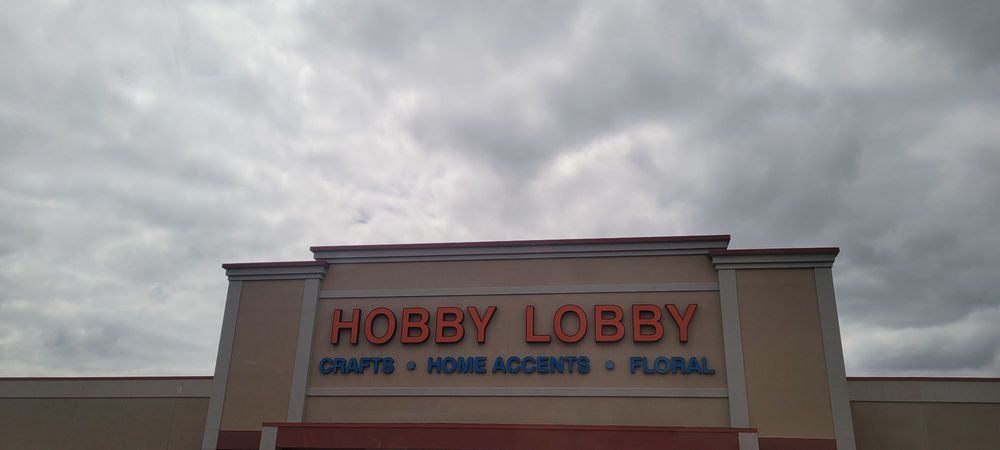 HOBBY LOBBY
CRAFTS • HOME ACCENTS • FLORAL